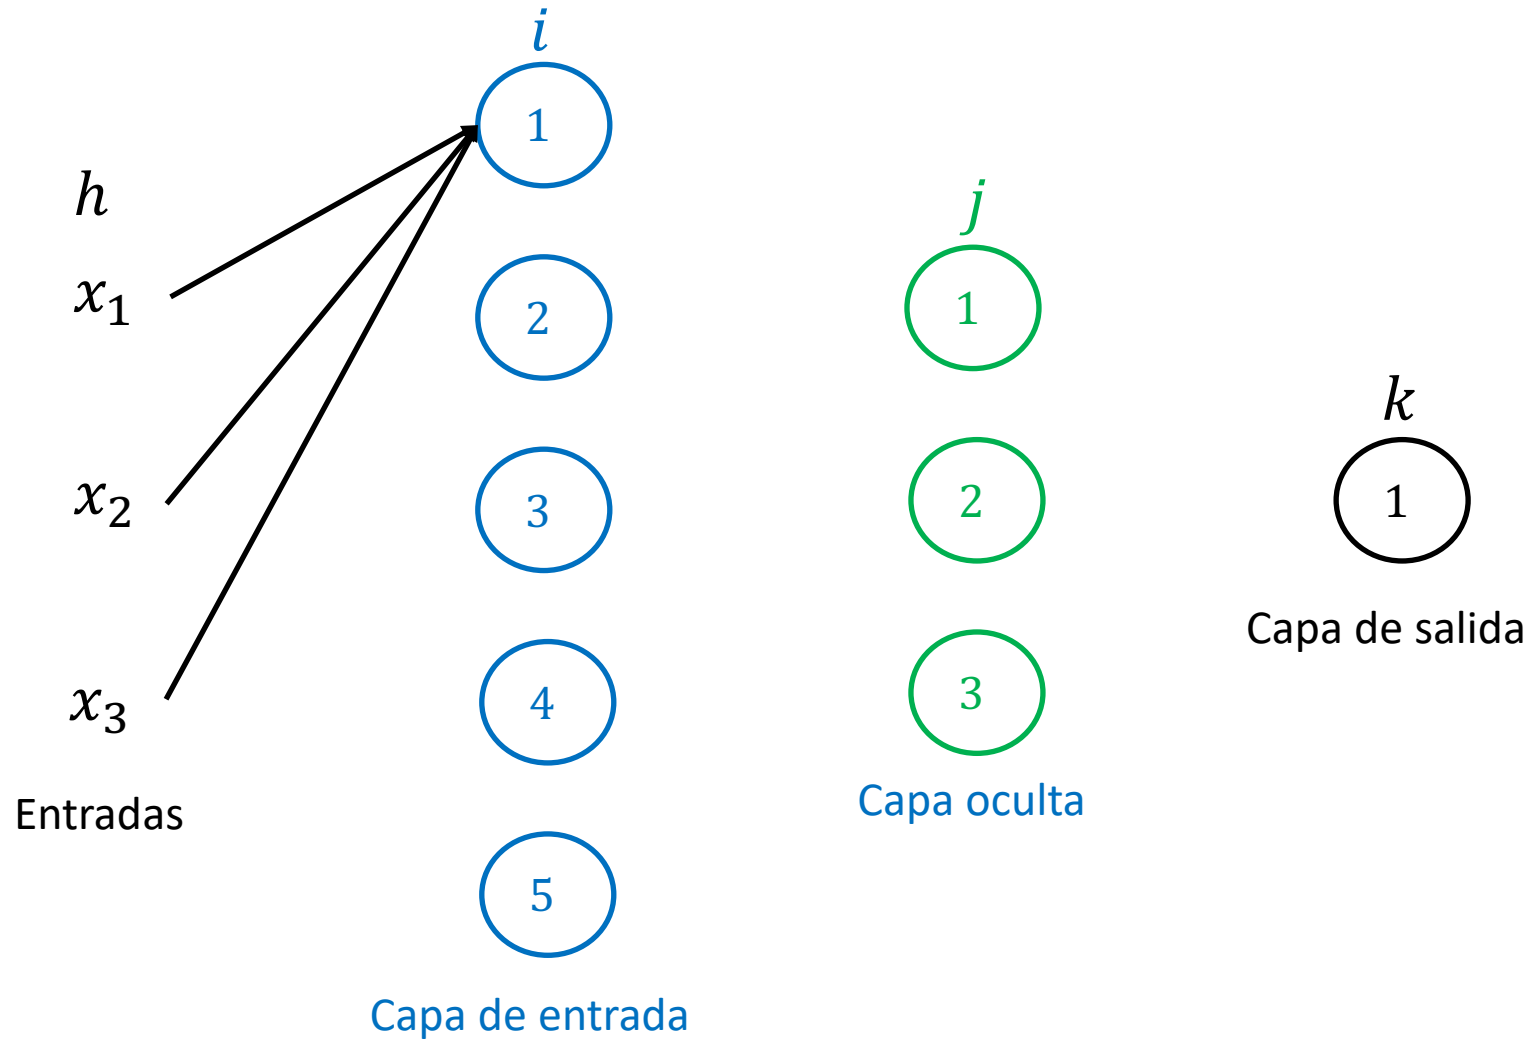 h
x₁
x₂
x₃
Entradas
i
1
2
3
4
5
Capa de entrada
j
1
2
3
Capa oculta
k
1
Capa de salida